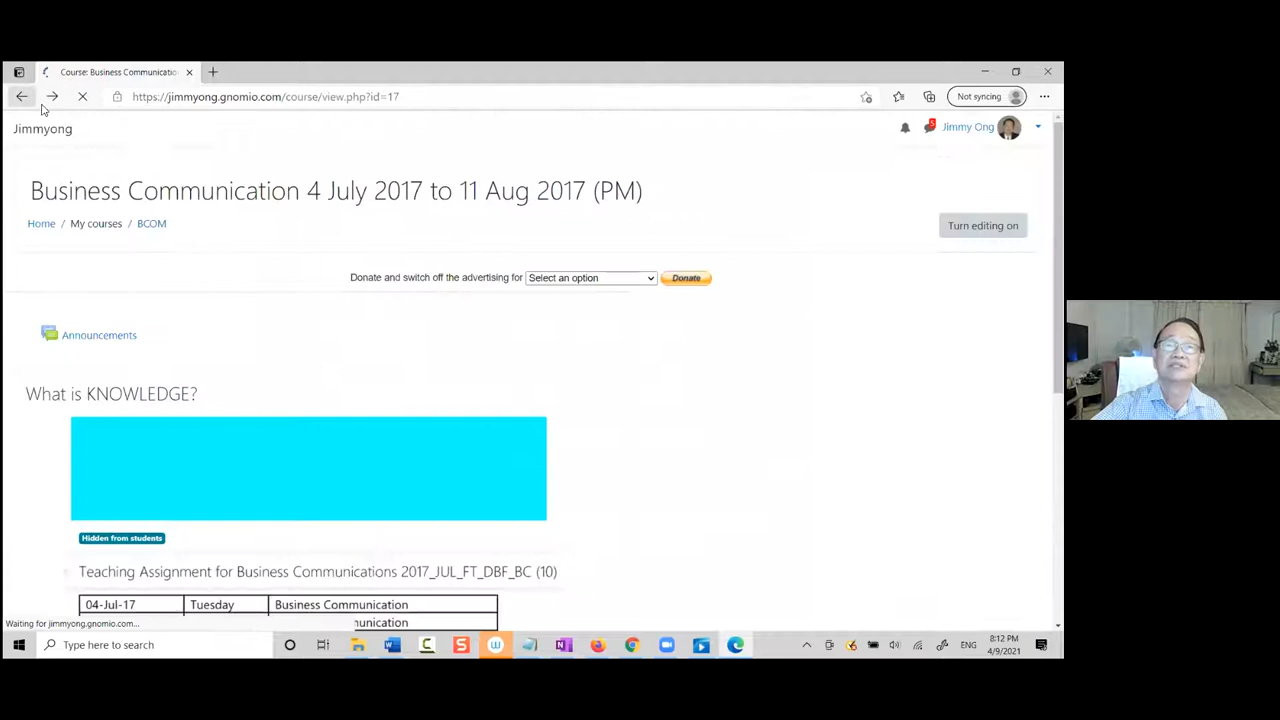 Course: Business Communicatio
https://jimmyong.gnomio.com/course/view.php?id=17
Not syncing
Jimmyong
5
Jimmy Ong
Business Communication 4 July 2017 to 11 Aug 2017 (PM)
Home / My courses / BCOM
Turn editing on
Donate and switch off the advertising for Select an option Donate
Announcements
What is KNOWLEDGE?
Hidden from students
Teaching Assignment for Business Communications 2017_JUL_FT_DBF_BC (10)
04-Jul-17 Tuesday Business Communication
Waiting for jimmyong.gnomio.com... munication
Type here to search
ENG
8:12 PM
4/9/2021